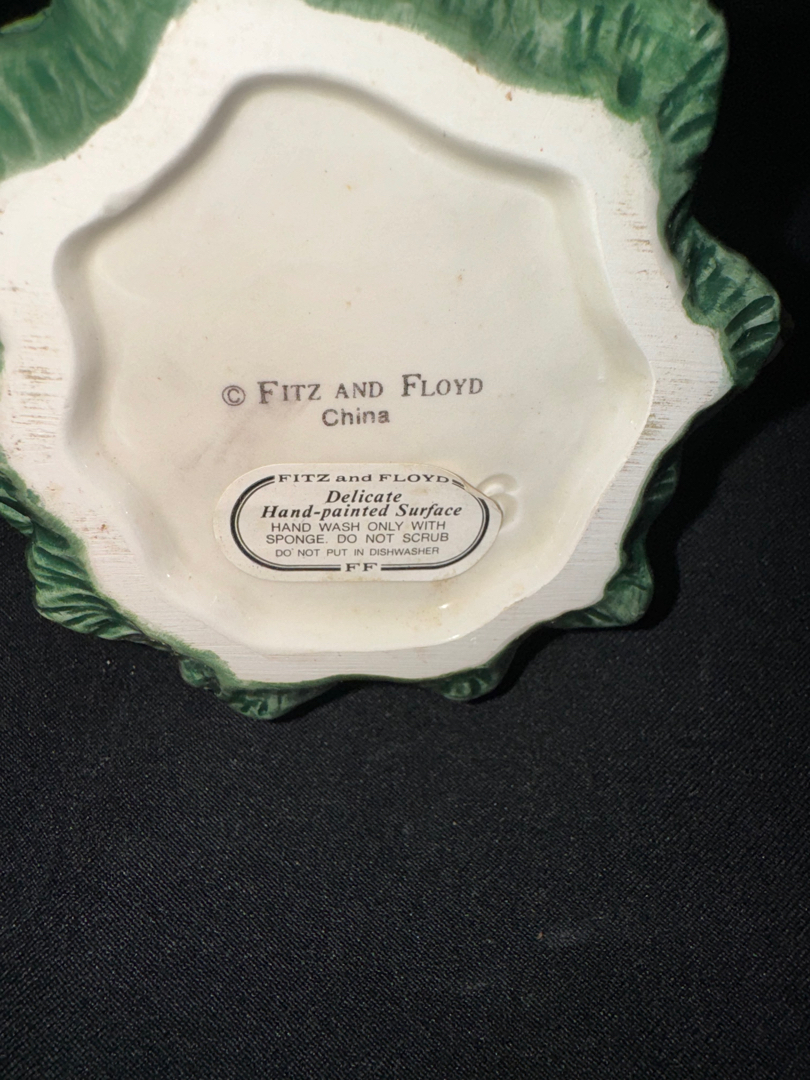 © FITZ AND FLOYD
China
FITZ and FLOYD
Delicate
Hand-painted Surface
HAND WASH ONLY WITH
SPONGE. DO NOT SCRUB
DO NOT PUT IN DISHWASHER
FF